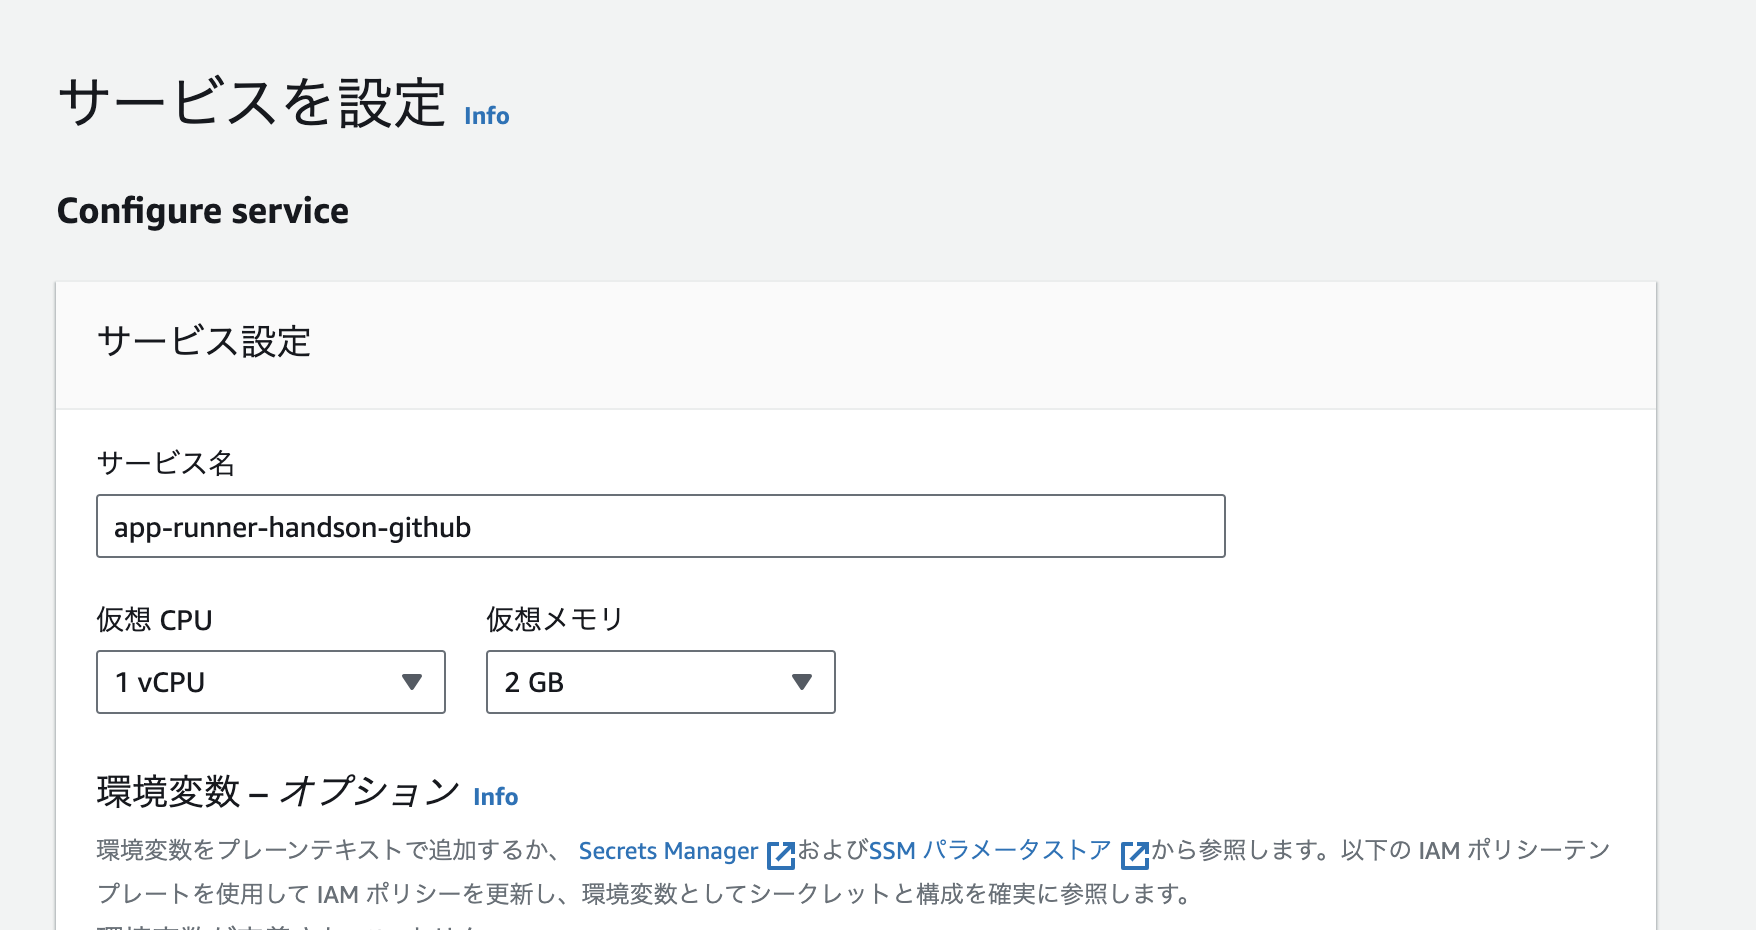 サービスを設定 Info
Configure service
サービス設定
サービス名
app-runner-handson-github
仮想 CPU
仮想メモリ
1 vCPU
2 GB
環境変数 – オプション Info
環境変数をプレーンテキストで追加するか、 Secrets Manager およびSSM パラメータストア から参照します。以下の IAM ポリシーテン
プレートを使用して IAM ポリシーを更新し、環境変数としてシークレットと構成を確実に参照します。